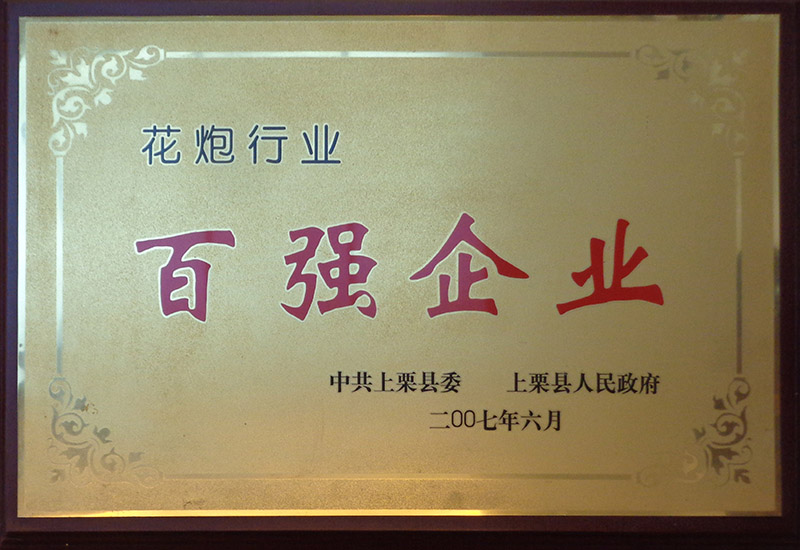 花炮行业
百强企业
中共上栗县委 上栗县人民政府
二00七年六月